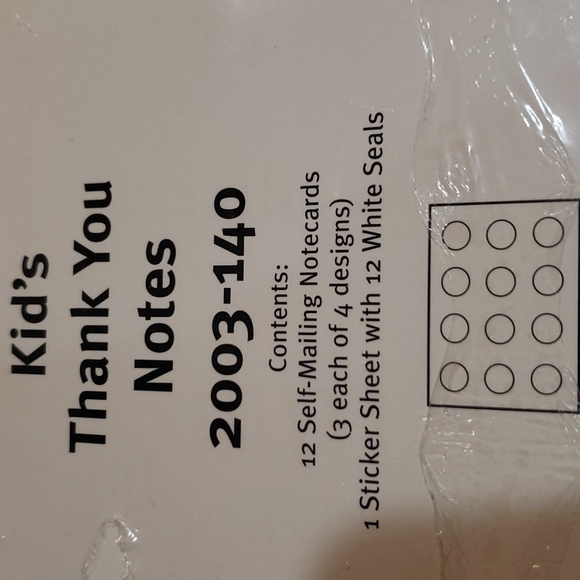 Kid's
Thank You
Notes
2003-140
Contents:
12 Self-Mailing Notecards
(3 each of 4 designs)
1 Sticker Sheet with 12 White Seals